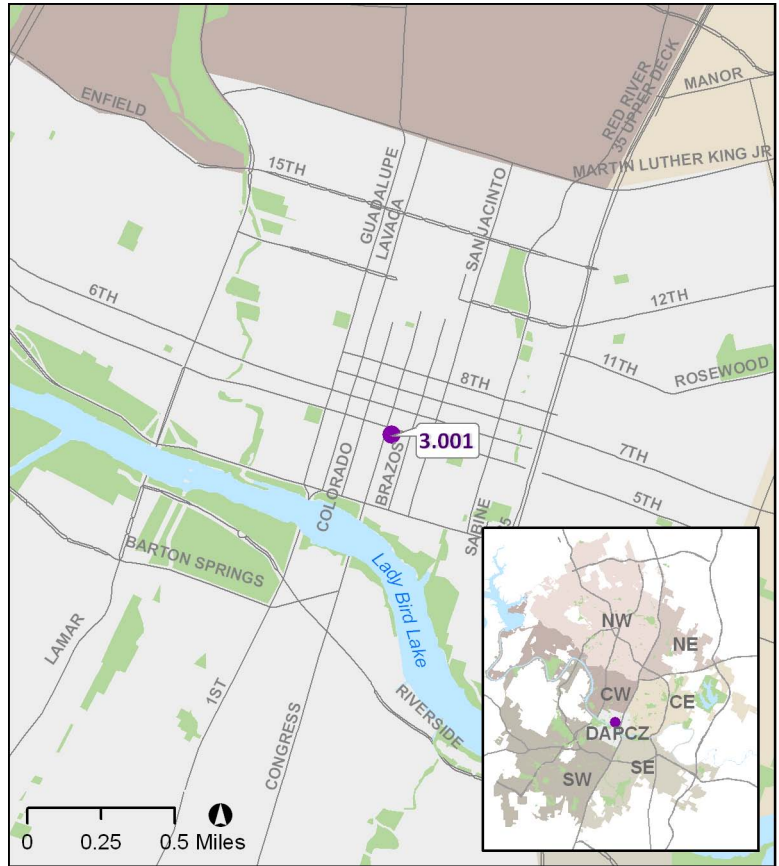 MANOR
RED RIVER
35 UPPER DECK
ENFIELD
MARTIN LUTHER KING JR
15TH
GUADALUPE
LAVACA
SAN JACINTO
6TH
12TH
11TH
ROSEWOOD
8TH
3.001
7TH
COLORADO
BRAZOS
5TH
SABINE
BARTON SPRINGS
Lady Bird Lake
LAMAR
1ST
RIVERSIDE
CONGRESS
NW
NE
CW
CE
DAPCZ
SE
SW
0 0.25 0.5 Miles